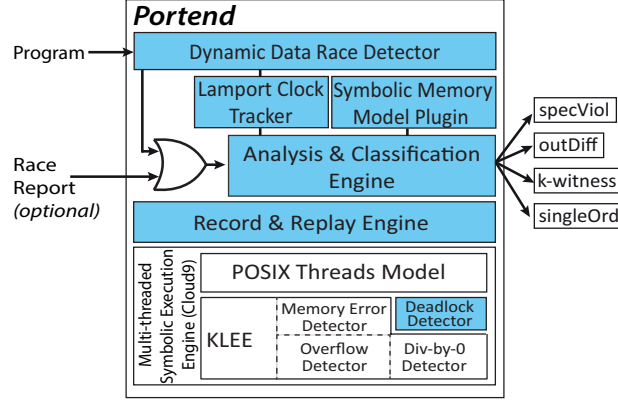 Portend
Program
Dynamic Data Race Detector
Lamport Clock
Tracker
Symbolic Memory
Model Plugin
specViol
outDiff
k-witness
singleOrd
Race
Report
(optional)
Analysis & Classification
Engine
Record & Replay Engine
Multi-threaded
Symbolic Execution
Engine (Cloud9)
POSIX Threads Model
KLEE
Memory Error
Detector
Deadlock
Detector
Overflow
Detector
Div-by-0
Detector